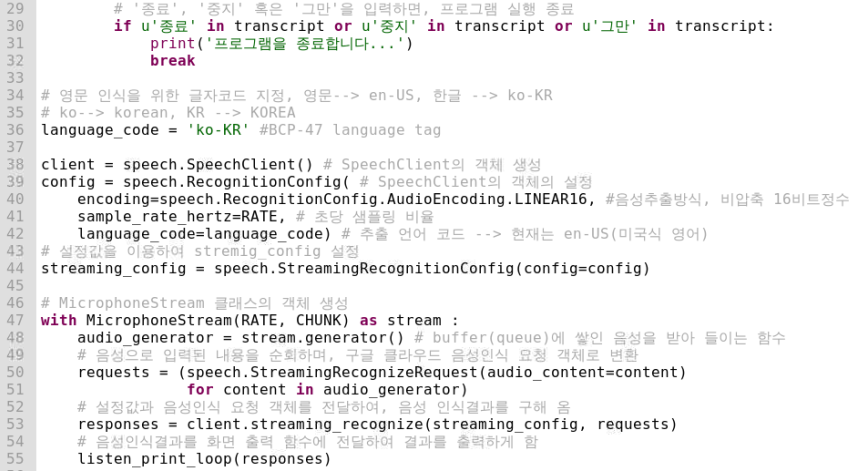 29 # '종료', '중지' 혹은 '그만'을 입력하면, 프로그램 실행 종료
30 if u'종료' in transcript or u'중지' in transcript or u'그만' in transcript:
31 print('프로그램을 종료합니다...')
32 break
33
34 # 영문 인식을 위한 글자코드 지정, 영문--> en-US, 한글 --> ko-KR
35 # ko--> korean, KR --> KOREA
36 language_code = 'ko-KR' #BCP-47 language tag
37
38 client = speech.SpeechClient() # SpeechClient의 객체 생성
39 config = speech.RecognitionConfig( # SpeechClient의 객체의 설정
40 encoding=speech.RecognitionConfig.AudioEncoding.LINEAR16, #음성추출방식, 비압축 16비트정수
41 sample_rate_hertz=RATE, # 초당 샘플링 비율
42 language_code=language_code) # 추출 언어 코드 --> 현재는 en-US(미국식 영어)
43 # 설정값을 이용하여 stremig_config 설정
44 streaming_config = speech.StreamingRecognitionConfig(config=config)
45
46 # MicrophoneStream 클래스의 객체 생성
47 with MicrophoneStream(RATE, CHUNK) as stream :
48 audio_generator = stream.generator() # buffer(queue)에 쌓인 음성을 받아 들이는 함수
49 # 음성으로 입력된 내용을 순회하며, 구글 클라우드 음성인식 요청 객체로 변환
50 requests = (speech.StreamingRecognizeRequest(audio_content=content)
51 for content in audio_generator)
52 # 설정값과 음성인식 요청 객체를 전달하여, 음성 인식결과를 구해 옴
53 responses = client.streaming_recognize(streaming_config, requests)
54 # 음성인식결과를 화면 출력 함수에 전달하여 결과를 출력하게 함
55 listen_print_loop(responses)